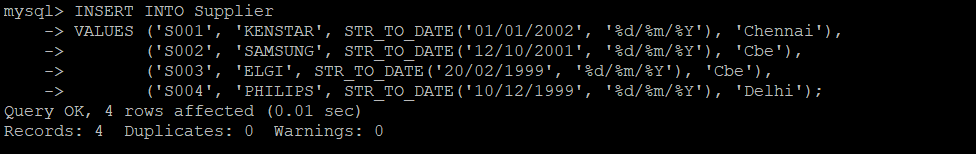 mysql> INSERT INTO Supplier
    -> VALUES ('S001', 'KENSTAR', STR_TO_DATE('01/01/2002', '%d/%m/%Y'), 'Chennai'),
    ->        ('S002', 'SAMSUNG', STR_TO_DATE('12/10/2001', '%d/%m/%Y'), 'Cbe'),
    ->        ('S003', 'ELGI', STR_TO_DATE('20/02/1999', '%d/%m/%Y'), 'Cbe'),
    ->        ('S004', 'PHILIPS', STR_TO_DATE('10/12/1999', '%d/%m/%Y'), 'Delhi');
Query OK, 4 rows affected (0.01 sec)
Records: 4  Duplicates: 0  Warnings: 0